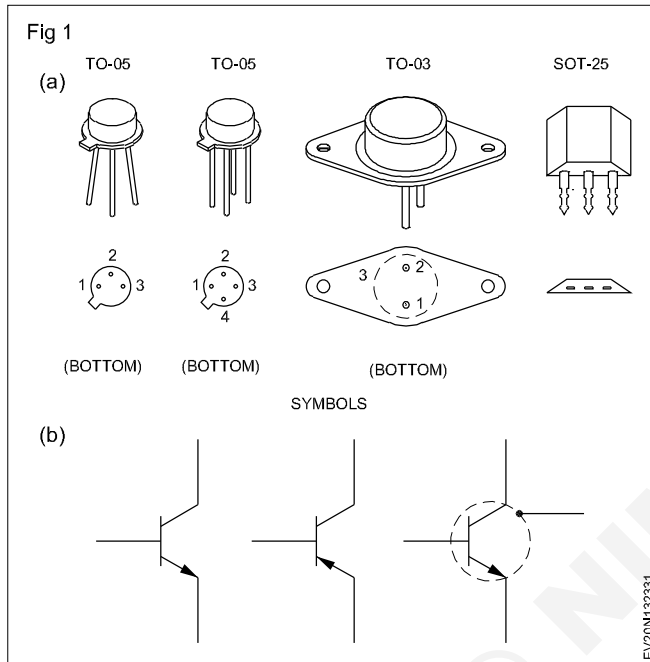 Fig 1
TO-05 TO-05 TO-03 SOT-25
(a)
2 2
1 3 1 3
4
3 2
1
(BOTTOM) (BOTTOM) (BOTTOM)
SYMBOLS
(b)
EV20N132331
© NI